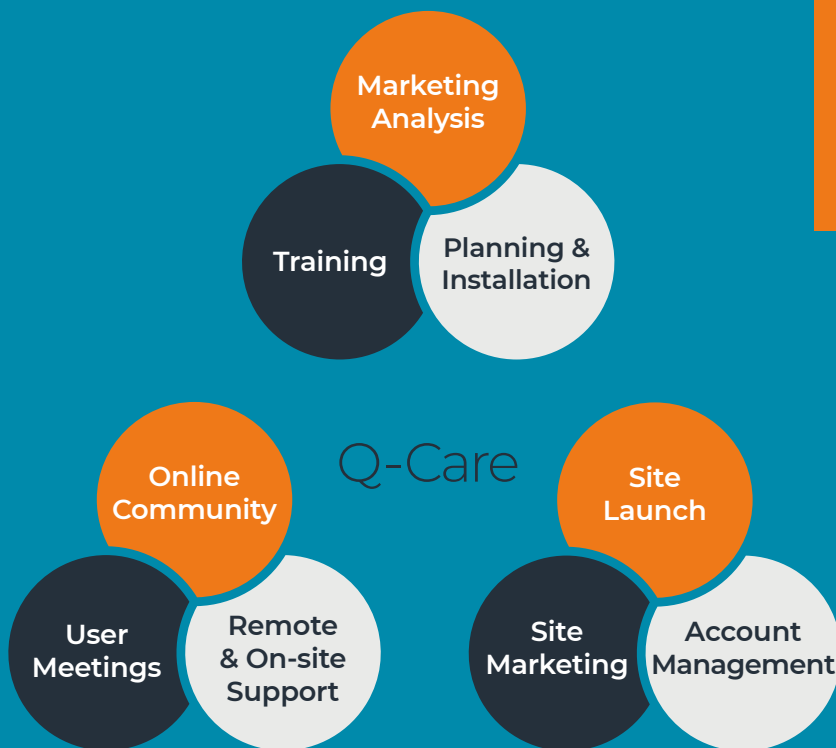 Marketing
Analysis
Training
Planning &
Installation
Q-Care
Online
Community
User
Meetings
Remote
& On-site
Support
Site
Launch
Site
Marketing
Account
Management